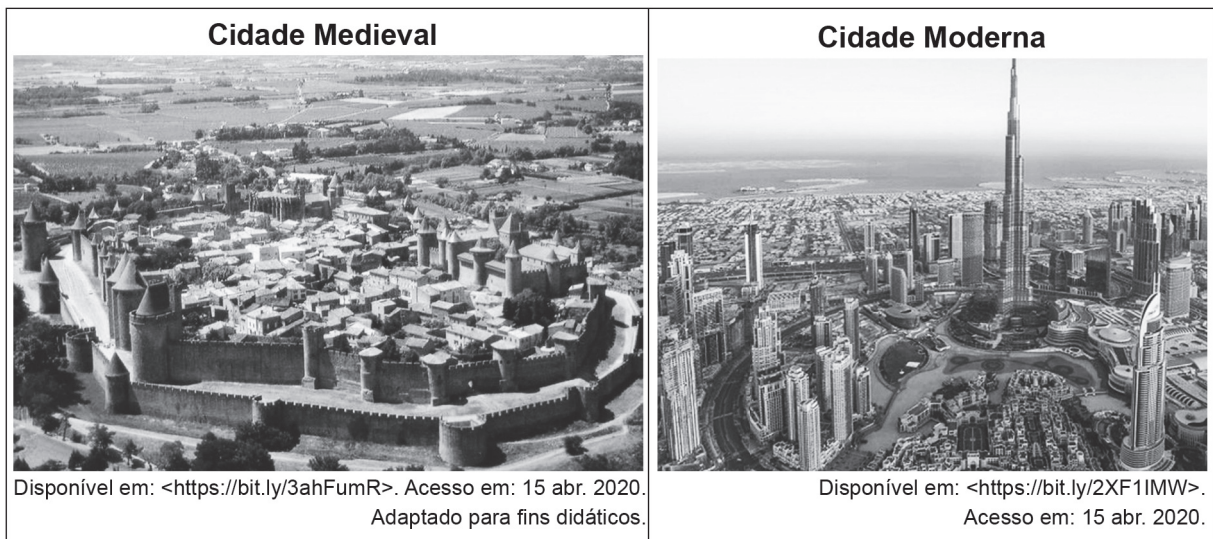 Cidade Medieval
Disponível em: <https://bit.ly/3ahFumR>. Acesso em: 15 abr. 2020.
Adaptado para fins didáticos.
Cidade Moderna
Disponível em: <https://bit.ly/2XF1IMW>.
Acesso em: 15 abr. 2020.